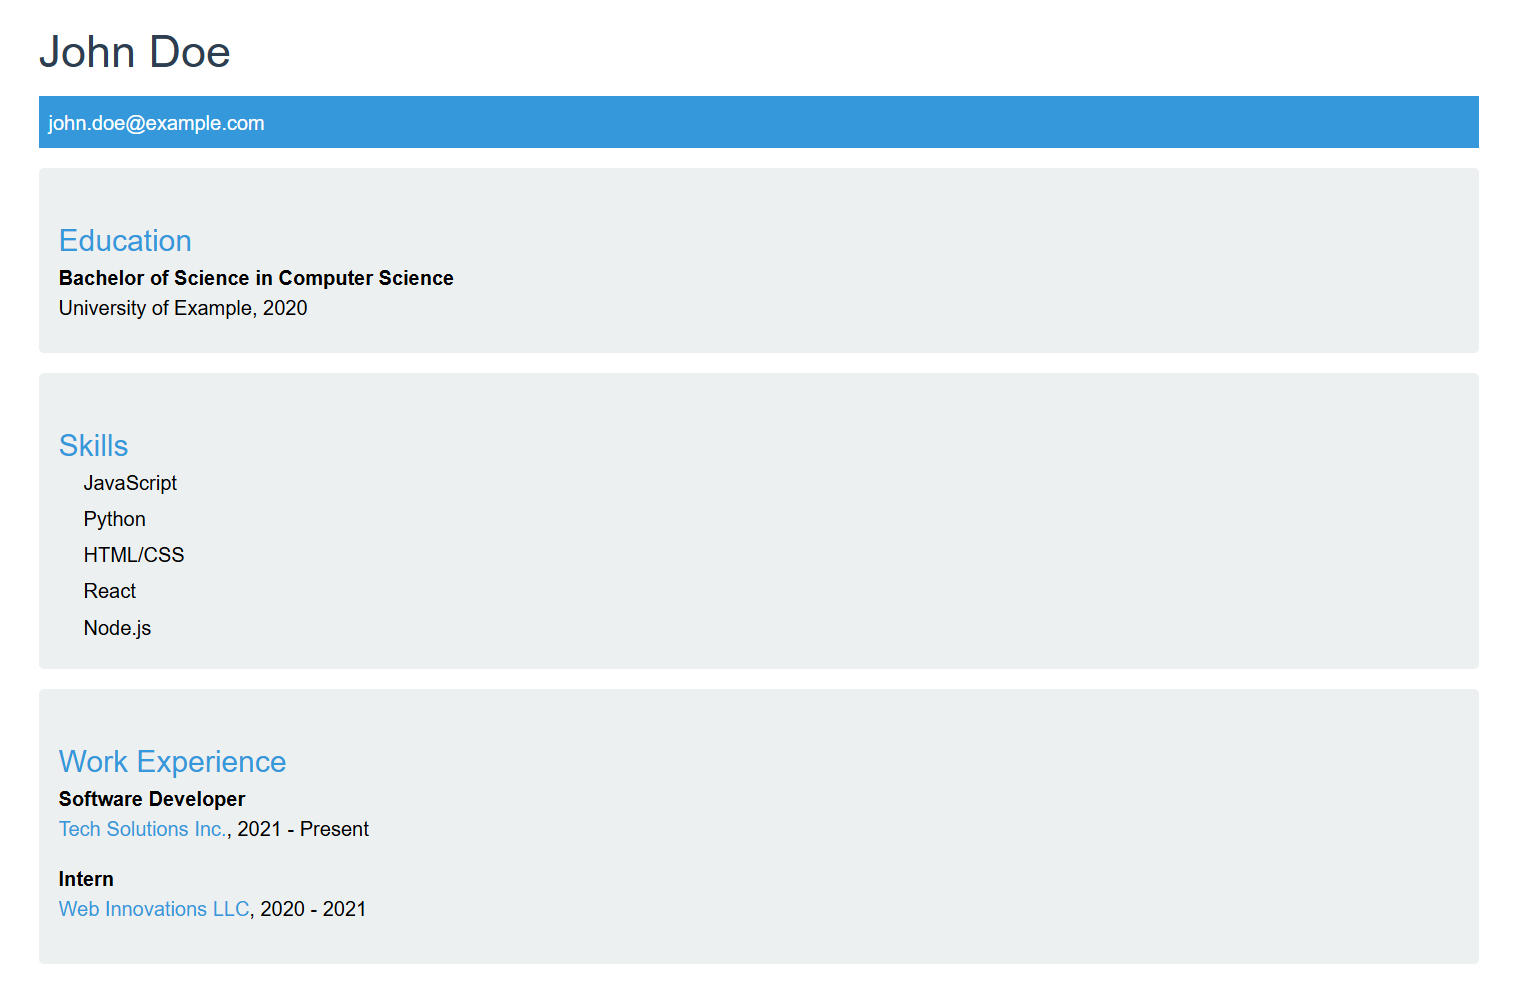 John Doe
john.doe@example.com
Education
Bachelor of Science in Computer Science
University of Example, 2020
Skills
JavaScript
Python
HTML/CSS
React
Node.js
Work Experience
Software Developer
Tech Solutions Inc., 2021 - Present
Intern
Web Innovations LLC, 2020 - 2021